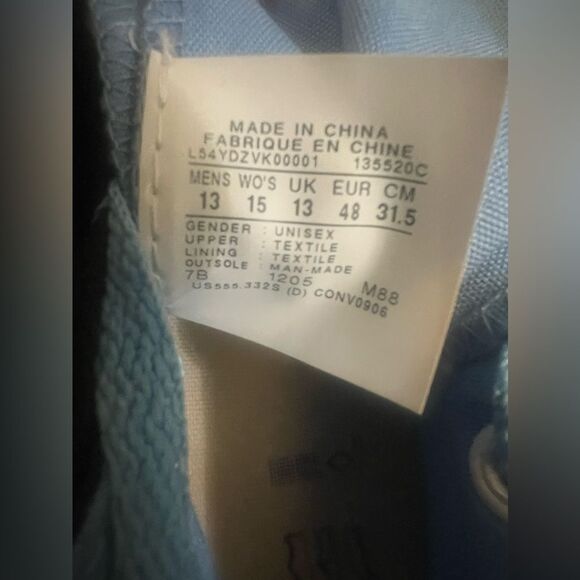 MADE IN CHINA
FABRIQUE EN CHINE
L54YDZVK00001 135520C
MENS WO'S UK EUR CM
13 15 13 48 31.5
GENDER : UNISEX
UPPER : TEXTILE
LINING : TEXTILE
OUTSOLE : MAN-MADE
7B 1205 M88
US555.332S (D) CONV0906